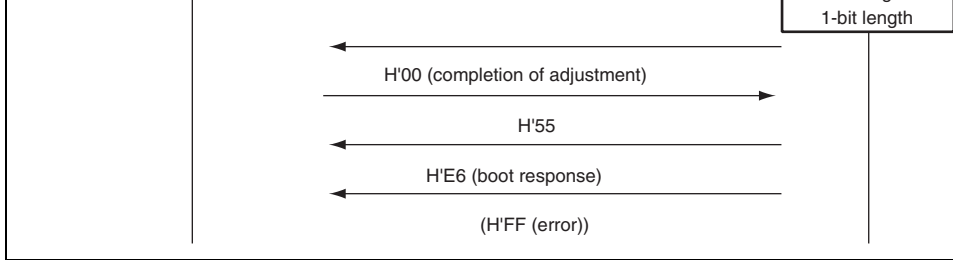 1-bit length
H'00 (completion of adjustment)
H'55
H'E6 (boot response)
(H'FF (error))